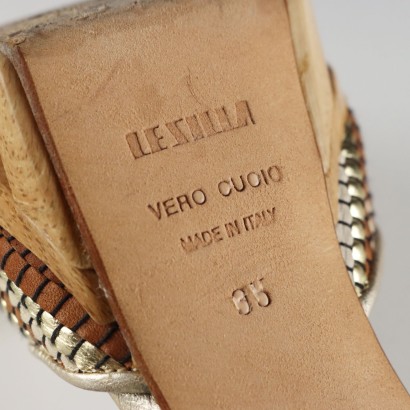 LE SILLA
VERO CUOIO
MADE IN ITALY
35